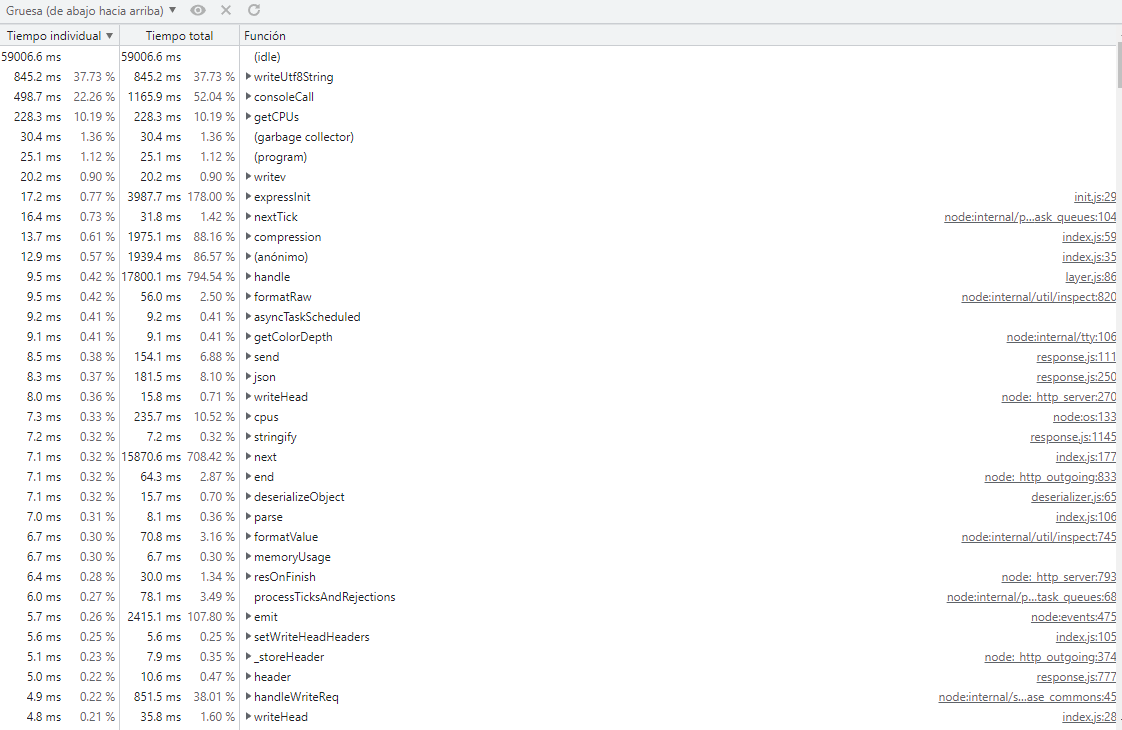 Gruesa (de abajo hacia arriba)
Tiempo individual Tiempo total Función
59006.6 ms 59006.6 ms (idle)
845.2 ms 37.73 % 845.2 ms 37.73 % writeUtf8String
498.7 ms 22.26 % 1165.9 ms 52.04 % consoleCall
228.3 ms 10.19 % 228.3 ms 10.19 % getCPUs
30.4 ms 1.36 % 30.4 ms 1.36 % (garbage collector)
25.1 ms 1.12 % 25.1 ms 1.12 % (program)
20.2 ms 0.90 % 20.2 ms 0.90 % writev
17.2 ms 0.77 % 3987.7 ms 178.00 % expressInit init.js:29
16.4 ms 0.73 % 31.8 ms 1.42 % nextTick node:internal/p...ask_queues:104
13.7 ms 0.61 % 1975.1 ms 88.16 % compression index.js:59
12.9 ms 0.57 % 1939.4 ms 86.57 % (anónimo) index.js:35
9.5 ms 0.42 % 17800.1 ms 794.54 % handle layer.js:86
9.5 ms 0.42 % 56.0 ms 2.50 % formatRaw node:internal/util/inspect:820
9.2 ms 0.41 % 9.2 ms 0.41 % asyncTaskScheduled
9.1 ms 0.41 % 9.1 ms 0.41 % getColorDepth node:internal/tty:106
8.5 ms 0.38 % 154.1 ms 6.88 % send response.js:111
8.3 ms 0.37 % 181.5 ms 8.10 % json response.js:250
8.0 ms 0.36 % 15.8 ms 0.71 % writeHead node:_http_server:270
7.3 ms 0.33 % 235.7 ms 10.52 % cpus node:os:133
7.2 ms 0.32 % 7.2 ms 0.32 % stringify response.js:1145
7.1 ms 0.32 % 15870.6 ms 708.42 % next index.js:177
7.1 ms 0.32 % 64.3 ms 2.87 % end node:_http_outgoing:833
7.1 ms 0.32 % 15.7 ms 0.70 % deserializeObject deserializer.js:65
7.0 ms 0.31 % 8.1 ms 0.36 % parse index.js:106
6.7 ms 0.30 % 70.8 ms 3.16 % formatValue node:internal/util/inspect:745
6.7 ms 0.30 % 6.7 ms 0.30 % memoryUsage
6.4 ms 0.28 % 30.0 ms 1.34 % resOnFinish node:_http_server:793
6.0 ms 0.27 % 78.1 ms 3.49 % processTicksAndRejections node:internal/p...task_queues:68
5.7 ms 0.26 % 2415.1 ms 107.80 % emit node:events:475
5.6 ms 0.25 % 5.6 ms 0.25 % setWriteHeadHeaders index.js:105
5.1 ms 0.23 % 7.9 ms 0.35 % _storeHeader node:_http_outgoing:374
5.0 ms 0.22 % 10.6 ms 0.47 % header response.js:777
4.9 ms 0.22 % 851.5 ms 38.01 % handleWriteReq node:internal/s...ase_commons:45
4.8 ms 0.21 % 35.8 ms 1.60 % writeHead index.js:28